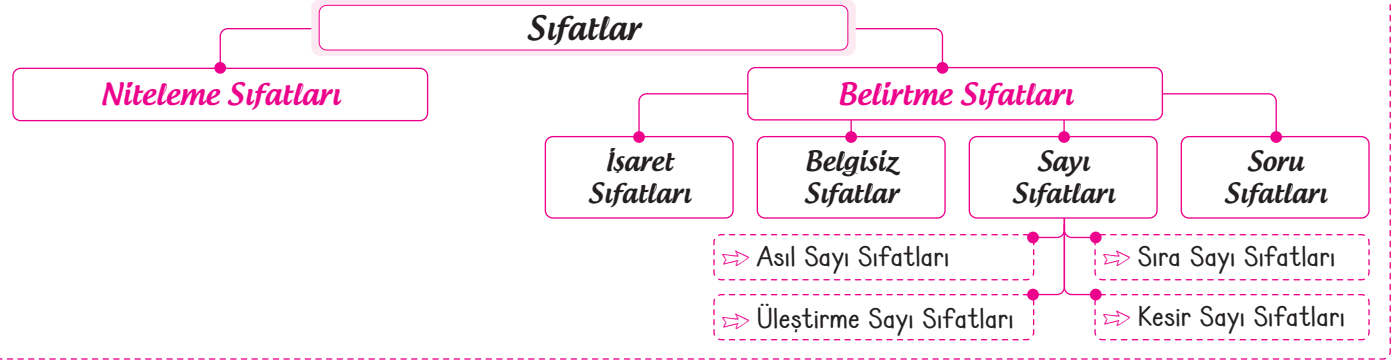 Sıfatlar
Niteleme Sıfatları
Belirtme Sıfatları
İşaret
Sıfatları
Belgisiz
Sıfatlar
Sayı
Sıfatları
Soru
Sıfatları
Asıl Sayı Sıfatları
Sıra Sayı Sıfatları
Üleştirme Sayı Sıfatları
Kesir Sayı Sıfatları